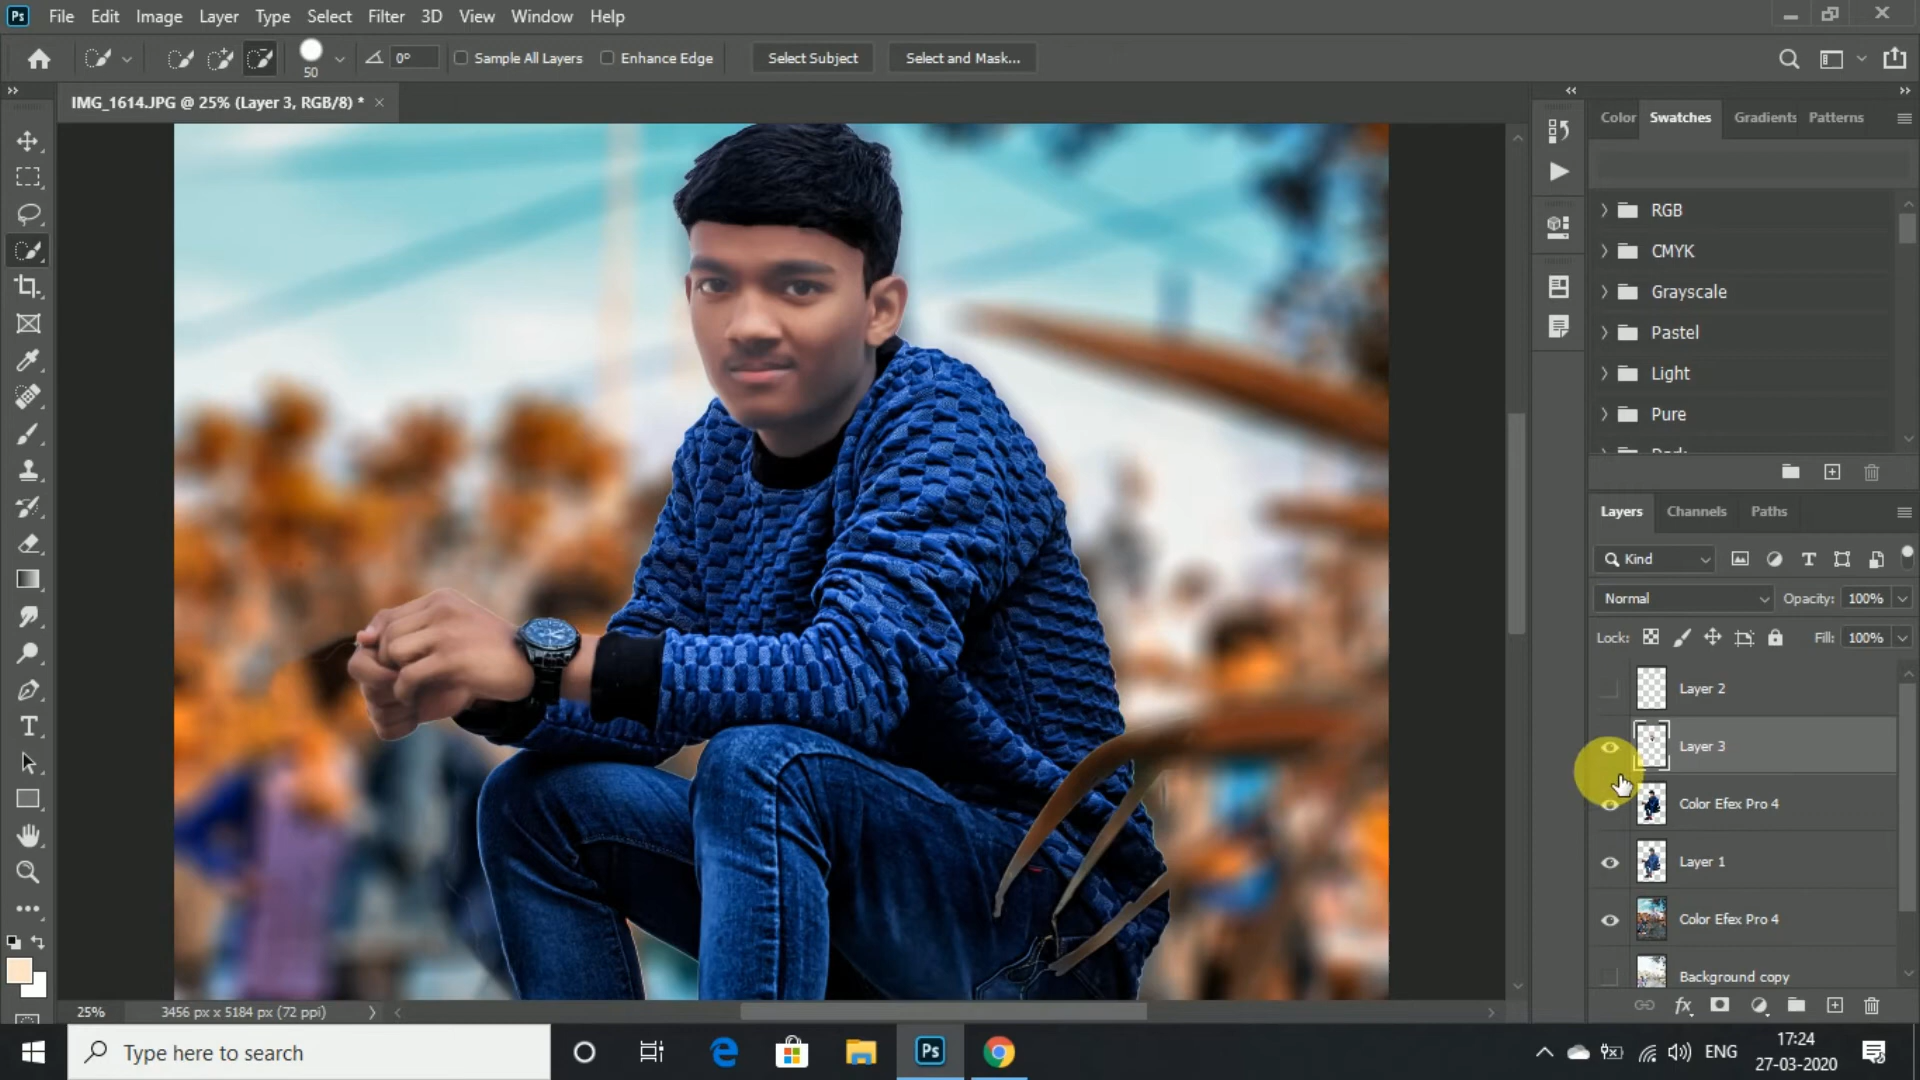 Ps File Edit Image Layer Type Select Filter 3D View Window Help
50 0° Sample All Layers Enhance Edge Select Subject Select and Mask...
IMG_1614.JPG @ 25% (Layer 3, RGB/8) * ×
Color Swatches Gradients Patterns
RGB
CMYK
Grayscale
Pastel
Light
Pure
Layers Channels Paths
Kind
Normal Opacity: 100%
Lock: Fill: 100%
Layer 2
Layer 3
Color Efex Pro 4
Layer 1
Color Efex Pro 4
Background copy
25% 3456 px x 5184 px (72 ppi)
Type here to search
Ps
ENG
17:24
27-03-2020